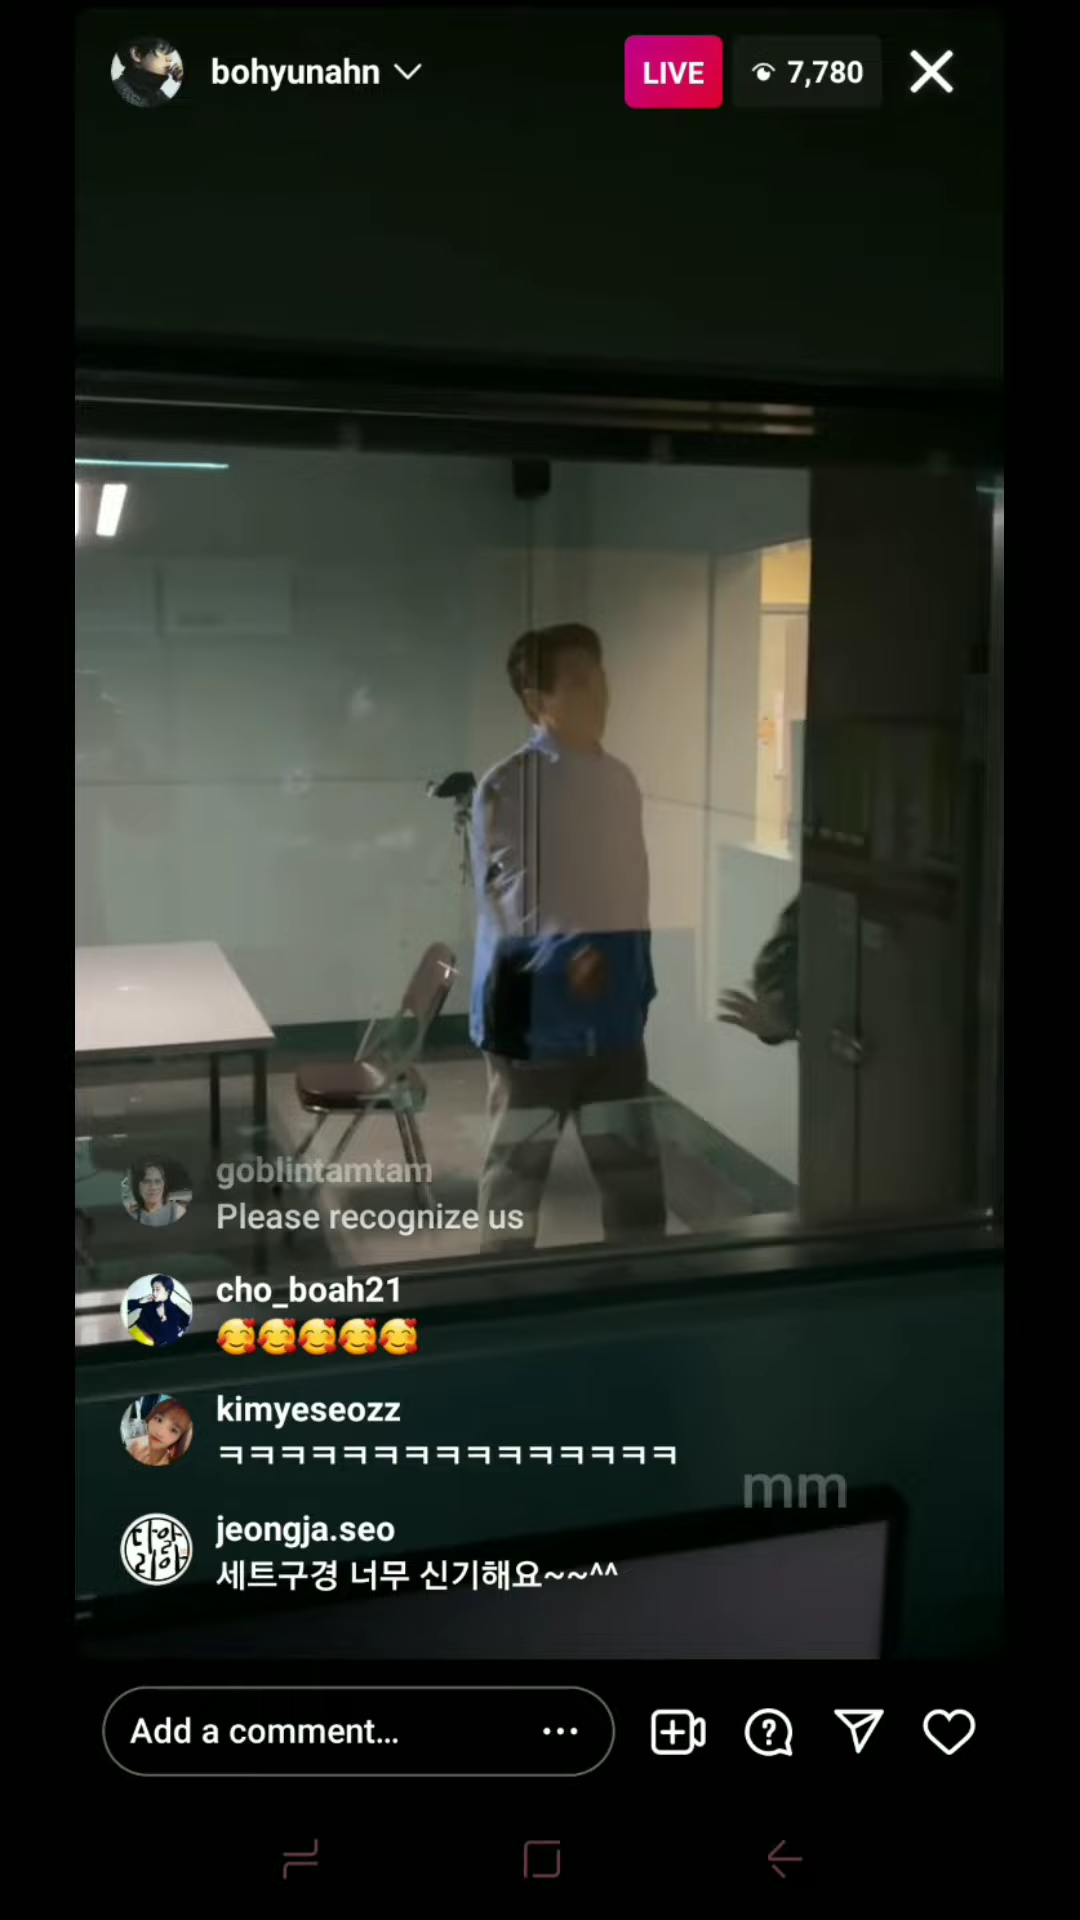 bohyunahn
LIVE
7,780
goblintamtam
Please recognize us
cho_boah21
🥰🥰🥰🥰🥰
kimyeseozz
ㅋㅋㅋㅋㅋㅋㅋㅋㅋㅋㅋㅋㅋㅋㅋ
mm
jeongja.seo
세트구경 너무 신기해요~~^^
Add a comment...